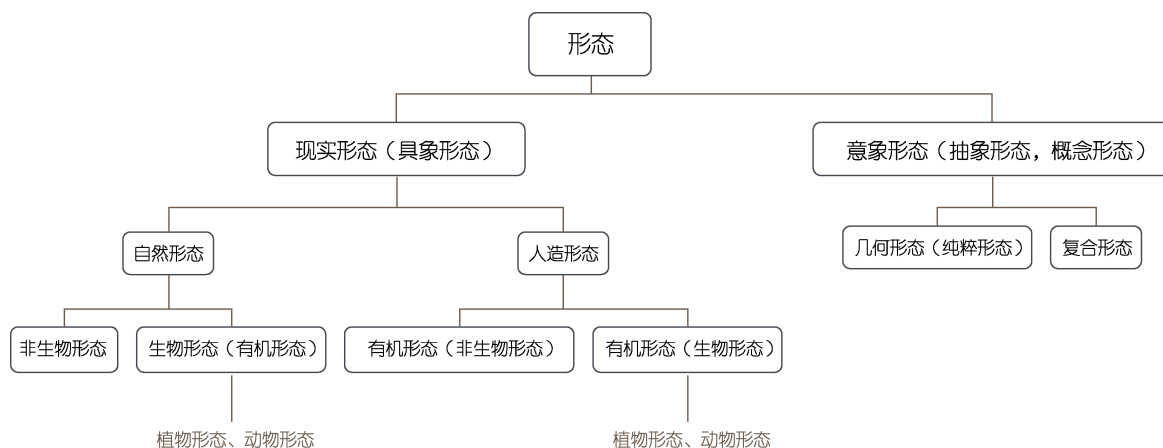 形态
现实形态（具象形态）
意象形态（抽象形态，概念形态）
自然形态
人造形态
几何形态（纯粹形态）
复合形态
非生物形态
生物形态（有机形态）
有机形态（非生物形态）
有机形态（生物形态）
植物形态、动物形态
植物形态、动物形态